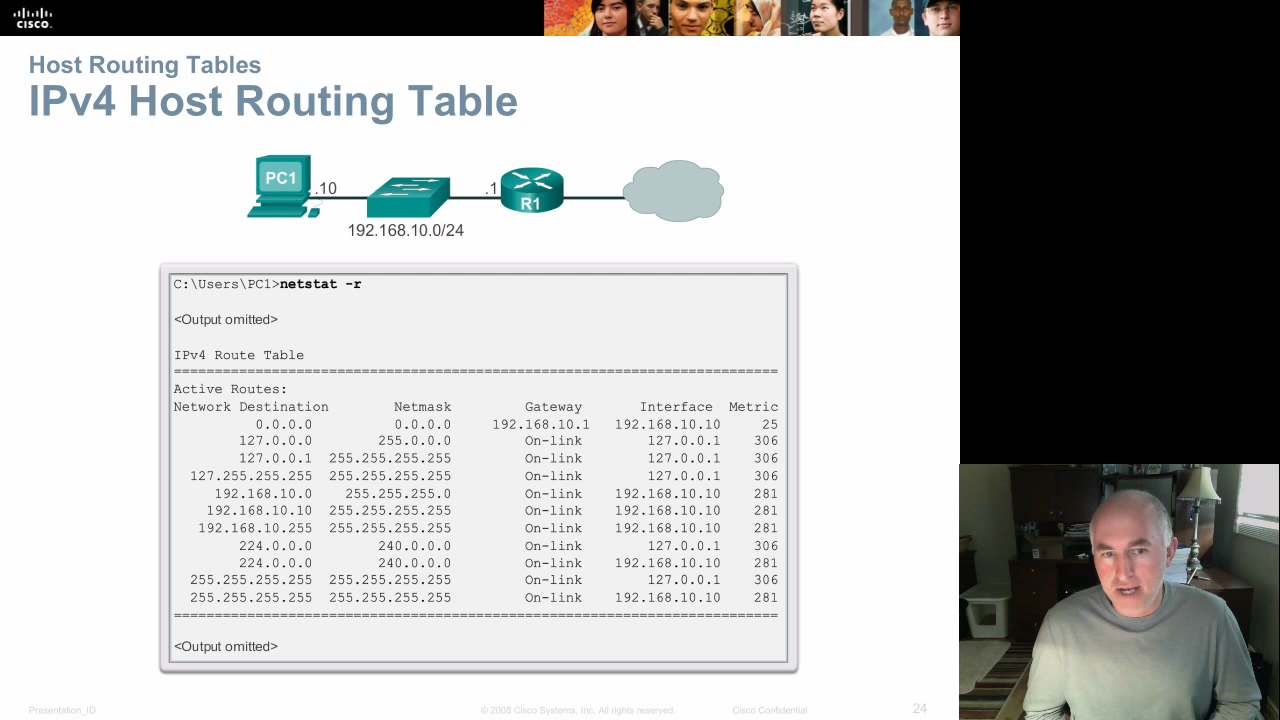 CISCO.
Host Routing Tables
IPv4 Host Routing Table
PC1
.10
.1
R1
192.168.10.0/24
C:\Users\PC1>netstat -r
<Output omitted>
IPv4 Route Table
===========================================================================
Active Routes:
Network Destination Netmask Gateway Interface Metric
0.0.0.0 0.0.0.0 192.168.10.1 192.168.10.10 25
127.0.0.0 255.0.0.0 On-link 127.0.0.1 306
127.0.0.1 255.255.255.255 On-link 127.0.0.1 306
127.255.255.255 255.255.255.255 On-link 127.0.0.1 306
192.168.10.0 255.255.255.0 On-link 192.168.10.10 281
192.168.10.10 255.255.255.255 On-link 192.168.10.10 281
192.168.10.255 255.255.255.255 On-link 192.168.10.10 281
224.0.0.0 240.0.0.0 On-link 127.0.0.1 306
224.0.0.0 240.0.0.0 On-link 192.168.10.10 281
255.255.255.255 255.255.255.255 On-link 127.0.0.1 306
255.255.255.255 255.255.255.255 On-link 192.168.10.10 281
===========================================================================
<Output omitted>
Presentation_ID
© 2008 Cisco Systems, Inc. All rights reserved.
Cisco Confidential
24